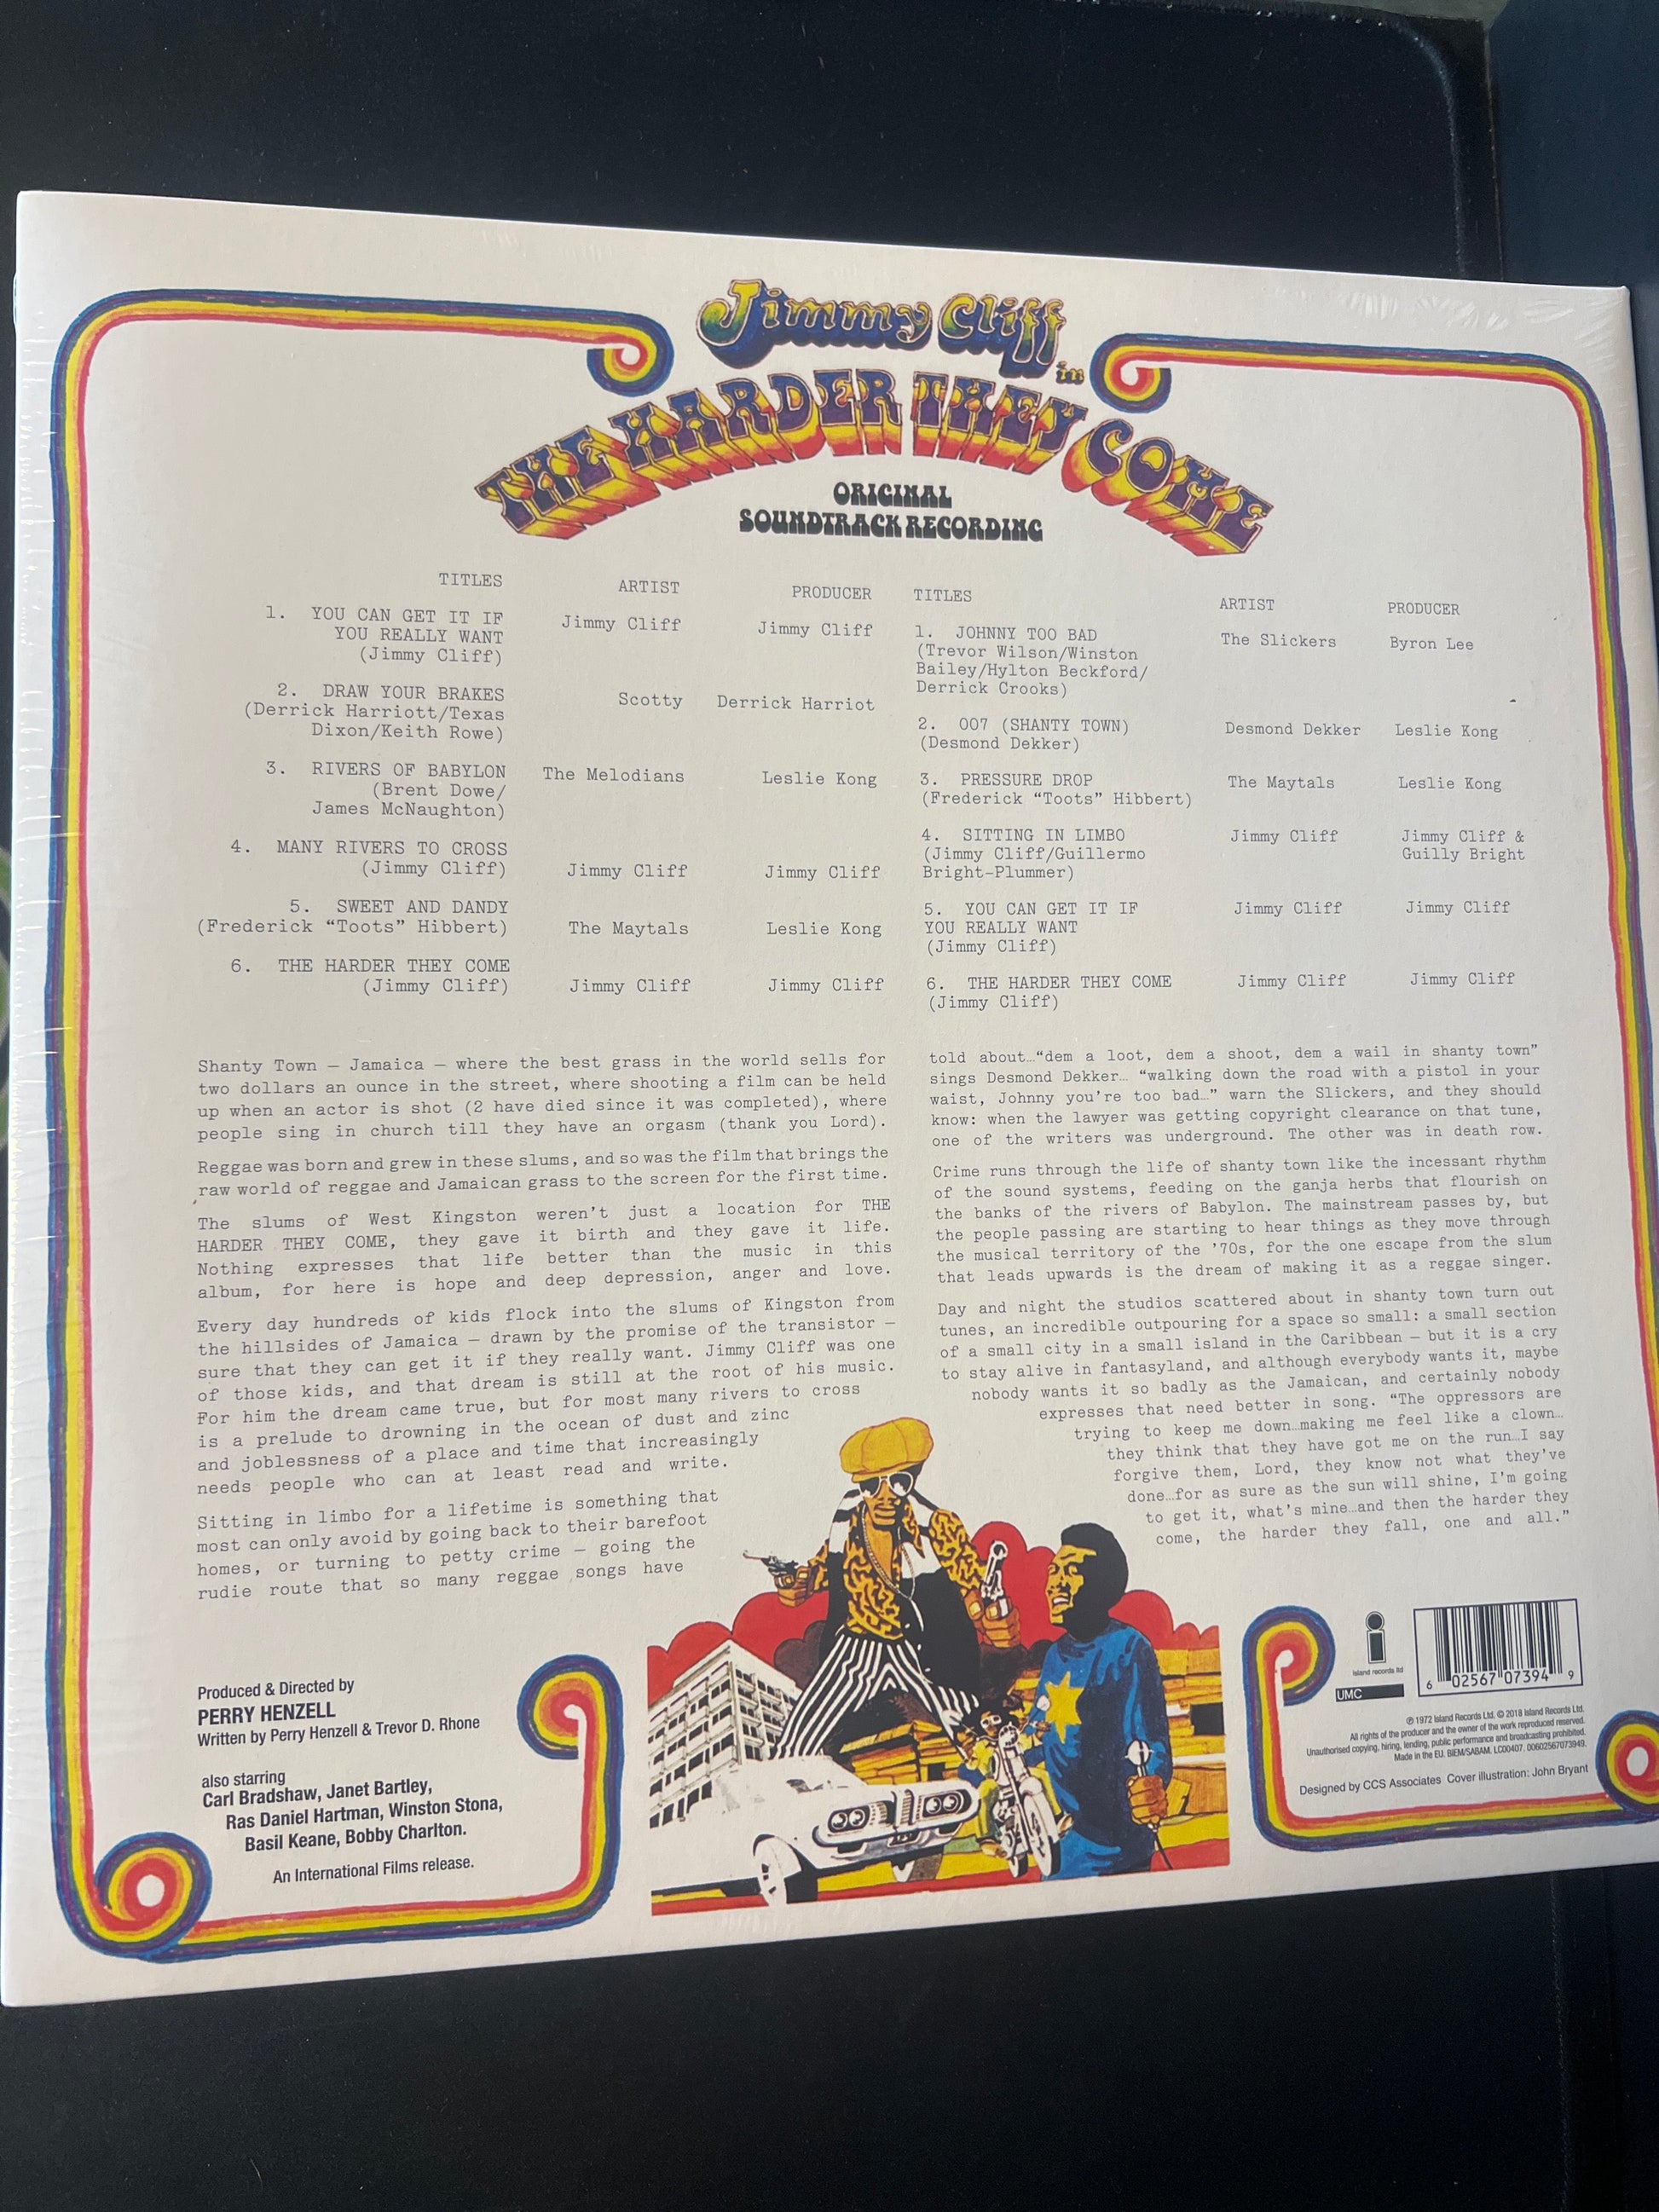 Jimmy Cliff
in
THE HARDER THEY COME
ORIGINAL
SOUNDTRACK RECORDING
TITLES ARTIST PRODUCER
1. YOU CAN GET IT IF Jimmy Cliff Jimmy Cliff
YOU REALLY WANT
(Jimmy Cliff)
2. DRAW YOUR BRAKES Scotty Derrick Harriot
(Derrick Harriott/Texas
Dixon/Keith Rowe)
3. RIVERS OF BABYLON The Melodians Leslie Kong
(Brent Dowe/
James McNaughton)
4. MANY RIVERS TO CROSS
(Jimmy Cliff) Jimmy Cliff Jimmy Cliff
5. SWEET AND DANDY
(Frederick “Toots” Hibbert) The Maytals Leslie Kong
6. THE HARDER THEY COME
(Jimmy Cliff) Jimmy Cliff Jimmy Cliff
TITLES ARTIST PRODUCER
1. JOHNNY TOO BAD The Slickers Byron Lee
(Trevor Wilson/Winston
Bailey/Hylton Beckford/
Derrick Crooks)
2. 007 (SHANTY TOWN) Desmond Dekker Leslie Kong
(Desmond Dekker)
3. PRESSURE DROP The Maytals Leslie Kong
(Frederick “Toots” Hibbert)
4. SITTING IN LIMBO Jimmy Cliff Jimmy Cliff &
(Jimmy Cliff/Guillermo Guilly Bright
Bright-Plummer)
5. YOU CAN GET IT IF Jimmy Cliff Jimmy Cliff
YOU REALLY WANT
(Jimmy Cliff)
6. THE HARDER THEY COME Jimmy Cliff Jimmy Cliff
(Jimmy Cliff)
Shanty Town – Jamaica – where the best grass in the world sells for
two dollars an ounce in the street, where shooting a film can be held
up when an actor is shot (2 have died since it was completed), where
people sing in church till they have an orgasm (thank you Lord).
Reggae was born and grew in these slums, and so was the film that brings the
raw world of reggae and Jamaican grass to the screen for the first time.
The slums of West Kingston weren’t just a location for THE
HARDER THEY COME, they gave it birth and they gave it life.
Nothing expresses that life better than the music in this
album, for here is hope and deep depression, anger and love.
Every day hundreds of kids flock into the slums of Kingston from
the hillsides of Jamaica – drawn by the promise of the transistor –
sure that they can get it if they really want. Jimmy Cliff was one
of those kids, and that dream is still at the root of his music.
For him the dream came true, but for most many rivers to cross
is a prelude to drowning in the ocean of dust and zinc
and joblessness of a place and time that increasingly
needs people who can at least read and write.
Sitting in limbo for a lifetime is something that
most can only avoid by going back to their barefoot
homes, or turning to petty crime – going the
rudie route that so many reggae songs have
told about…“dem a loot, dem a shoot, dem a wail in shanty town”
sings Desmond Dekker… “walking down the road with a pistol in your
waist, Johnny you’re too bad…” warn the Slickers, and they should
know: when the lawyer was getting copyright clearance on that tune,
one of the writers was underground. The other was in death row.
Crime runs through the life of shanty town like the incessant rhythm
of the sound systems, feeding on the ganja herbs that flourish on
the banks of the rivers of Babylon. The mainstream passes by, but
the people passing are starting to hear things as they move through
the musical territory of the ’70s, for the one escape from the slum
that leads upwards is the dream of making it as a reggae singer.
Day and night the studios scattered about in shanty town turn out
tunes, an incredible outpouring for a space so small: a small section
of a small city in a small island in the Caribbean – but it is a cry
to stay alive in fantasyland, and although everybody wants it, maybe
nobody wants it so badly as the Jamaican, and certainly nobody
expresses that need better in song. “The oppressors are
trying to keep me down…making me feel like a clown…
they think that they have got me on the run…I say
forgive them, Lord, they know not what they’ve
done…for as sure as the sun will shine, I’m going
to get it, what’s mine…and then the harder they
come, the harder they fall, one and all.”
Produced & Directed by
PERRY HENZELL
Written by Perry Henzell & Trevor D. Rhone
also starring
Carl Bradshaw, Janet Bartley,
Ras Daniel Hartman, Winston Stona,
Basil Keane, Bobby Charlton.
An International Films release.
island records ltd
UMC
6 02567 07394 9
℗ 1972 Island Records Ltd. © 2018 Island Records Ltd.
All rights of the producer and the owner of the work reproduced reserved.
Unauthorised copying, hiring, lending, public performance and broadcasting prohibited.
Made in the EU. BIEM/SABAM. LC00407. 00602567073949.
Designed by CCS Associates Cover illustration: John Bryant